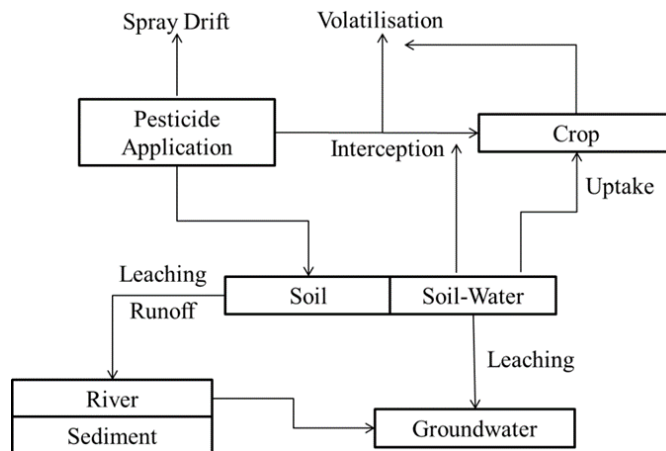 Spray Drift
Volatilisation
Pesticide
Application
Interception
Crop
Uptake
Leaching
Runoff
Soil
Soil-Water
Leaching
River
Sediment
Groundwater